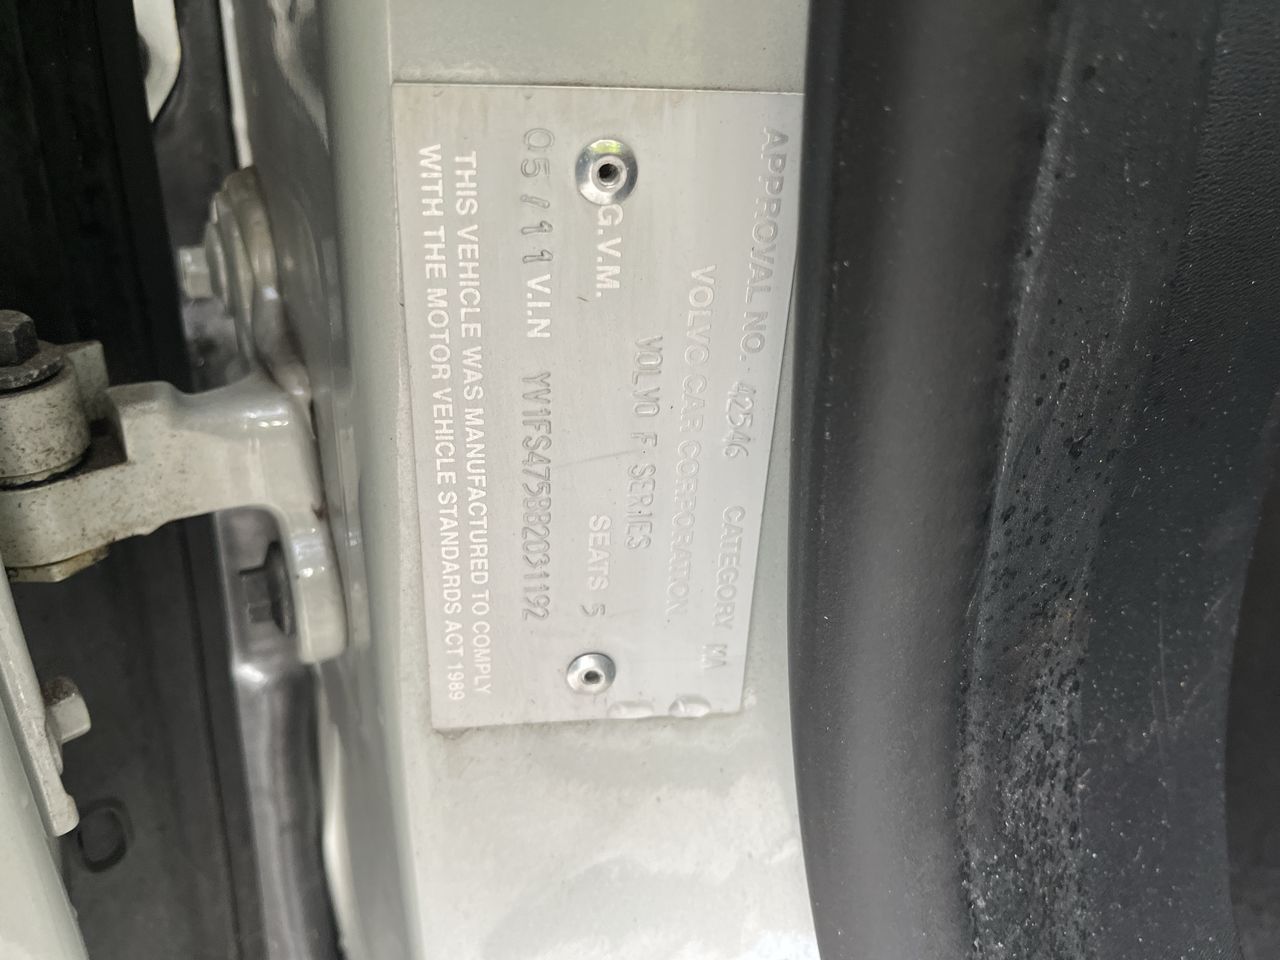 APPROVAL NO. 42546 CATEGORY MA
VOLVO CAR CORPORATION.
VOLVO F SERIES
G.V.M. SEATS 5
05/11 V.I.N YV1FS475BB2031192
THIS VEHICLE WAS MANUFACTURED TO COMPLY
WITH THE MOTOR VEHICLE STANDARDS ACT 1989